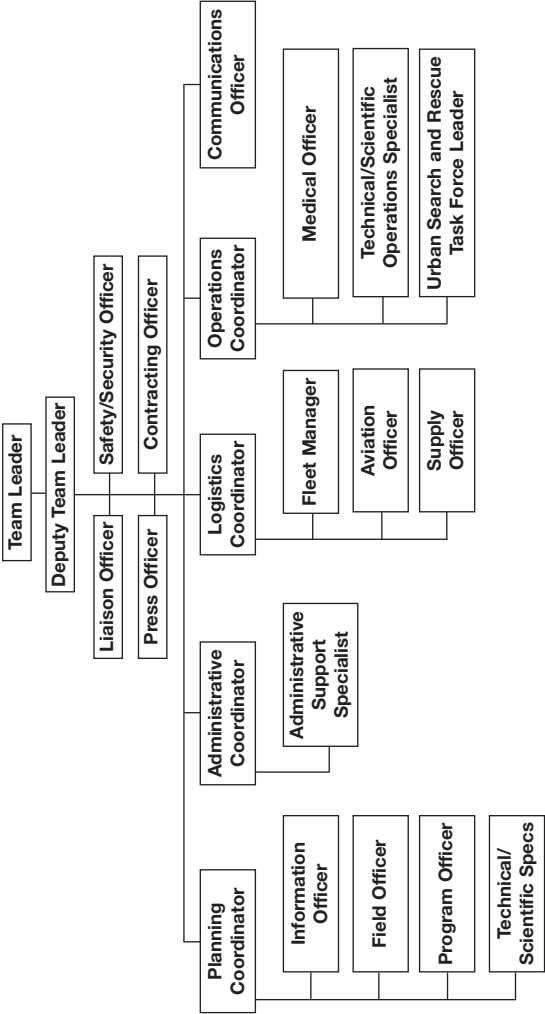 Team Leader
Deputy Team Leader
Liaison Officer
Safety/Security Officer
Press Officer
Contracting Officer
Planning
Coordinator
Administrative
Coordinator
Logistics
Coordinator
Operations
Coordinator
Communications
Officer
Information
Officer
Field Officer
Program Officer
Technical/
Scientific Specs
Administrative
Support
Specialist
Fleet Manager
Aviation
Officer
Supply
Officer
Medical Officer
Technical/Scientific
Operations Specialist
Urban Search and Rescue
Task Force Leader